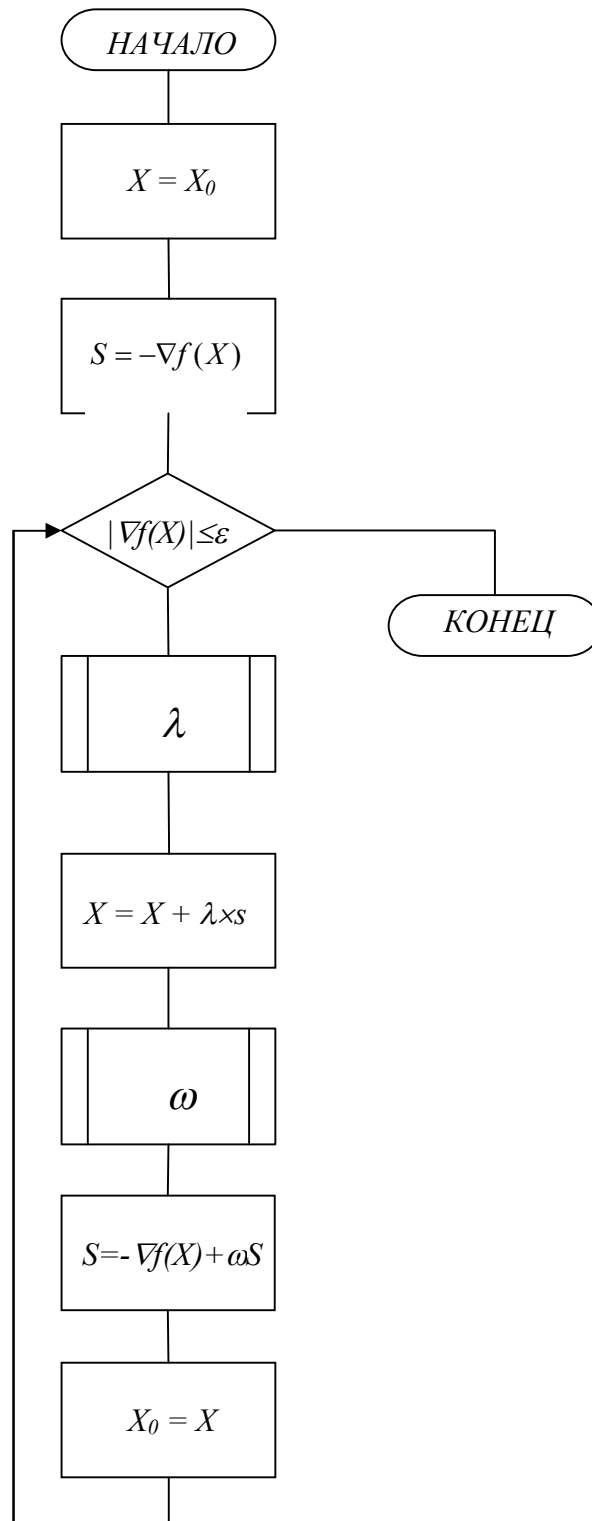 НАЧАЛО
X = X₀
S = −∇f(X)
|∇f(X)|≤ε
КОНЕЦ
λ
X = X + λ×s
ω
S=-∇f(X)+ωS
X₀ = X